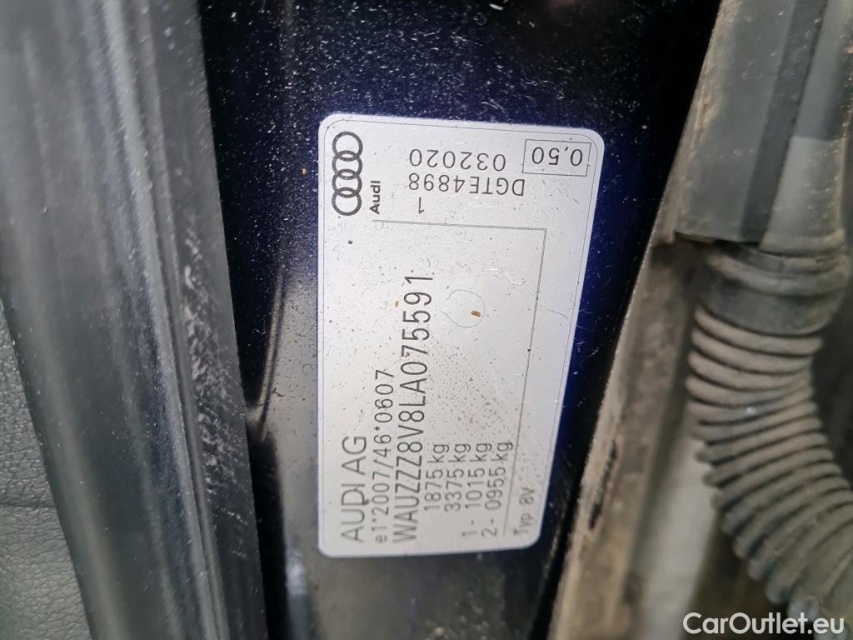 AUDI AG
e1*2007/46*0607
WAUZZZ8V8LA075591
1875 kg
3375 kg
1- 1015 kg
2- 0955 kg
Typ 8V
Audi
1
DGTE4898
032020
0,50
CarOutlet.eu